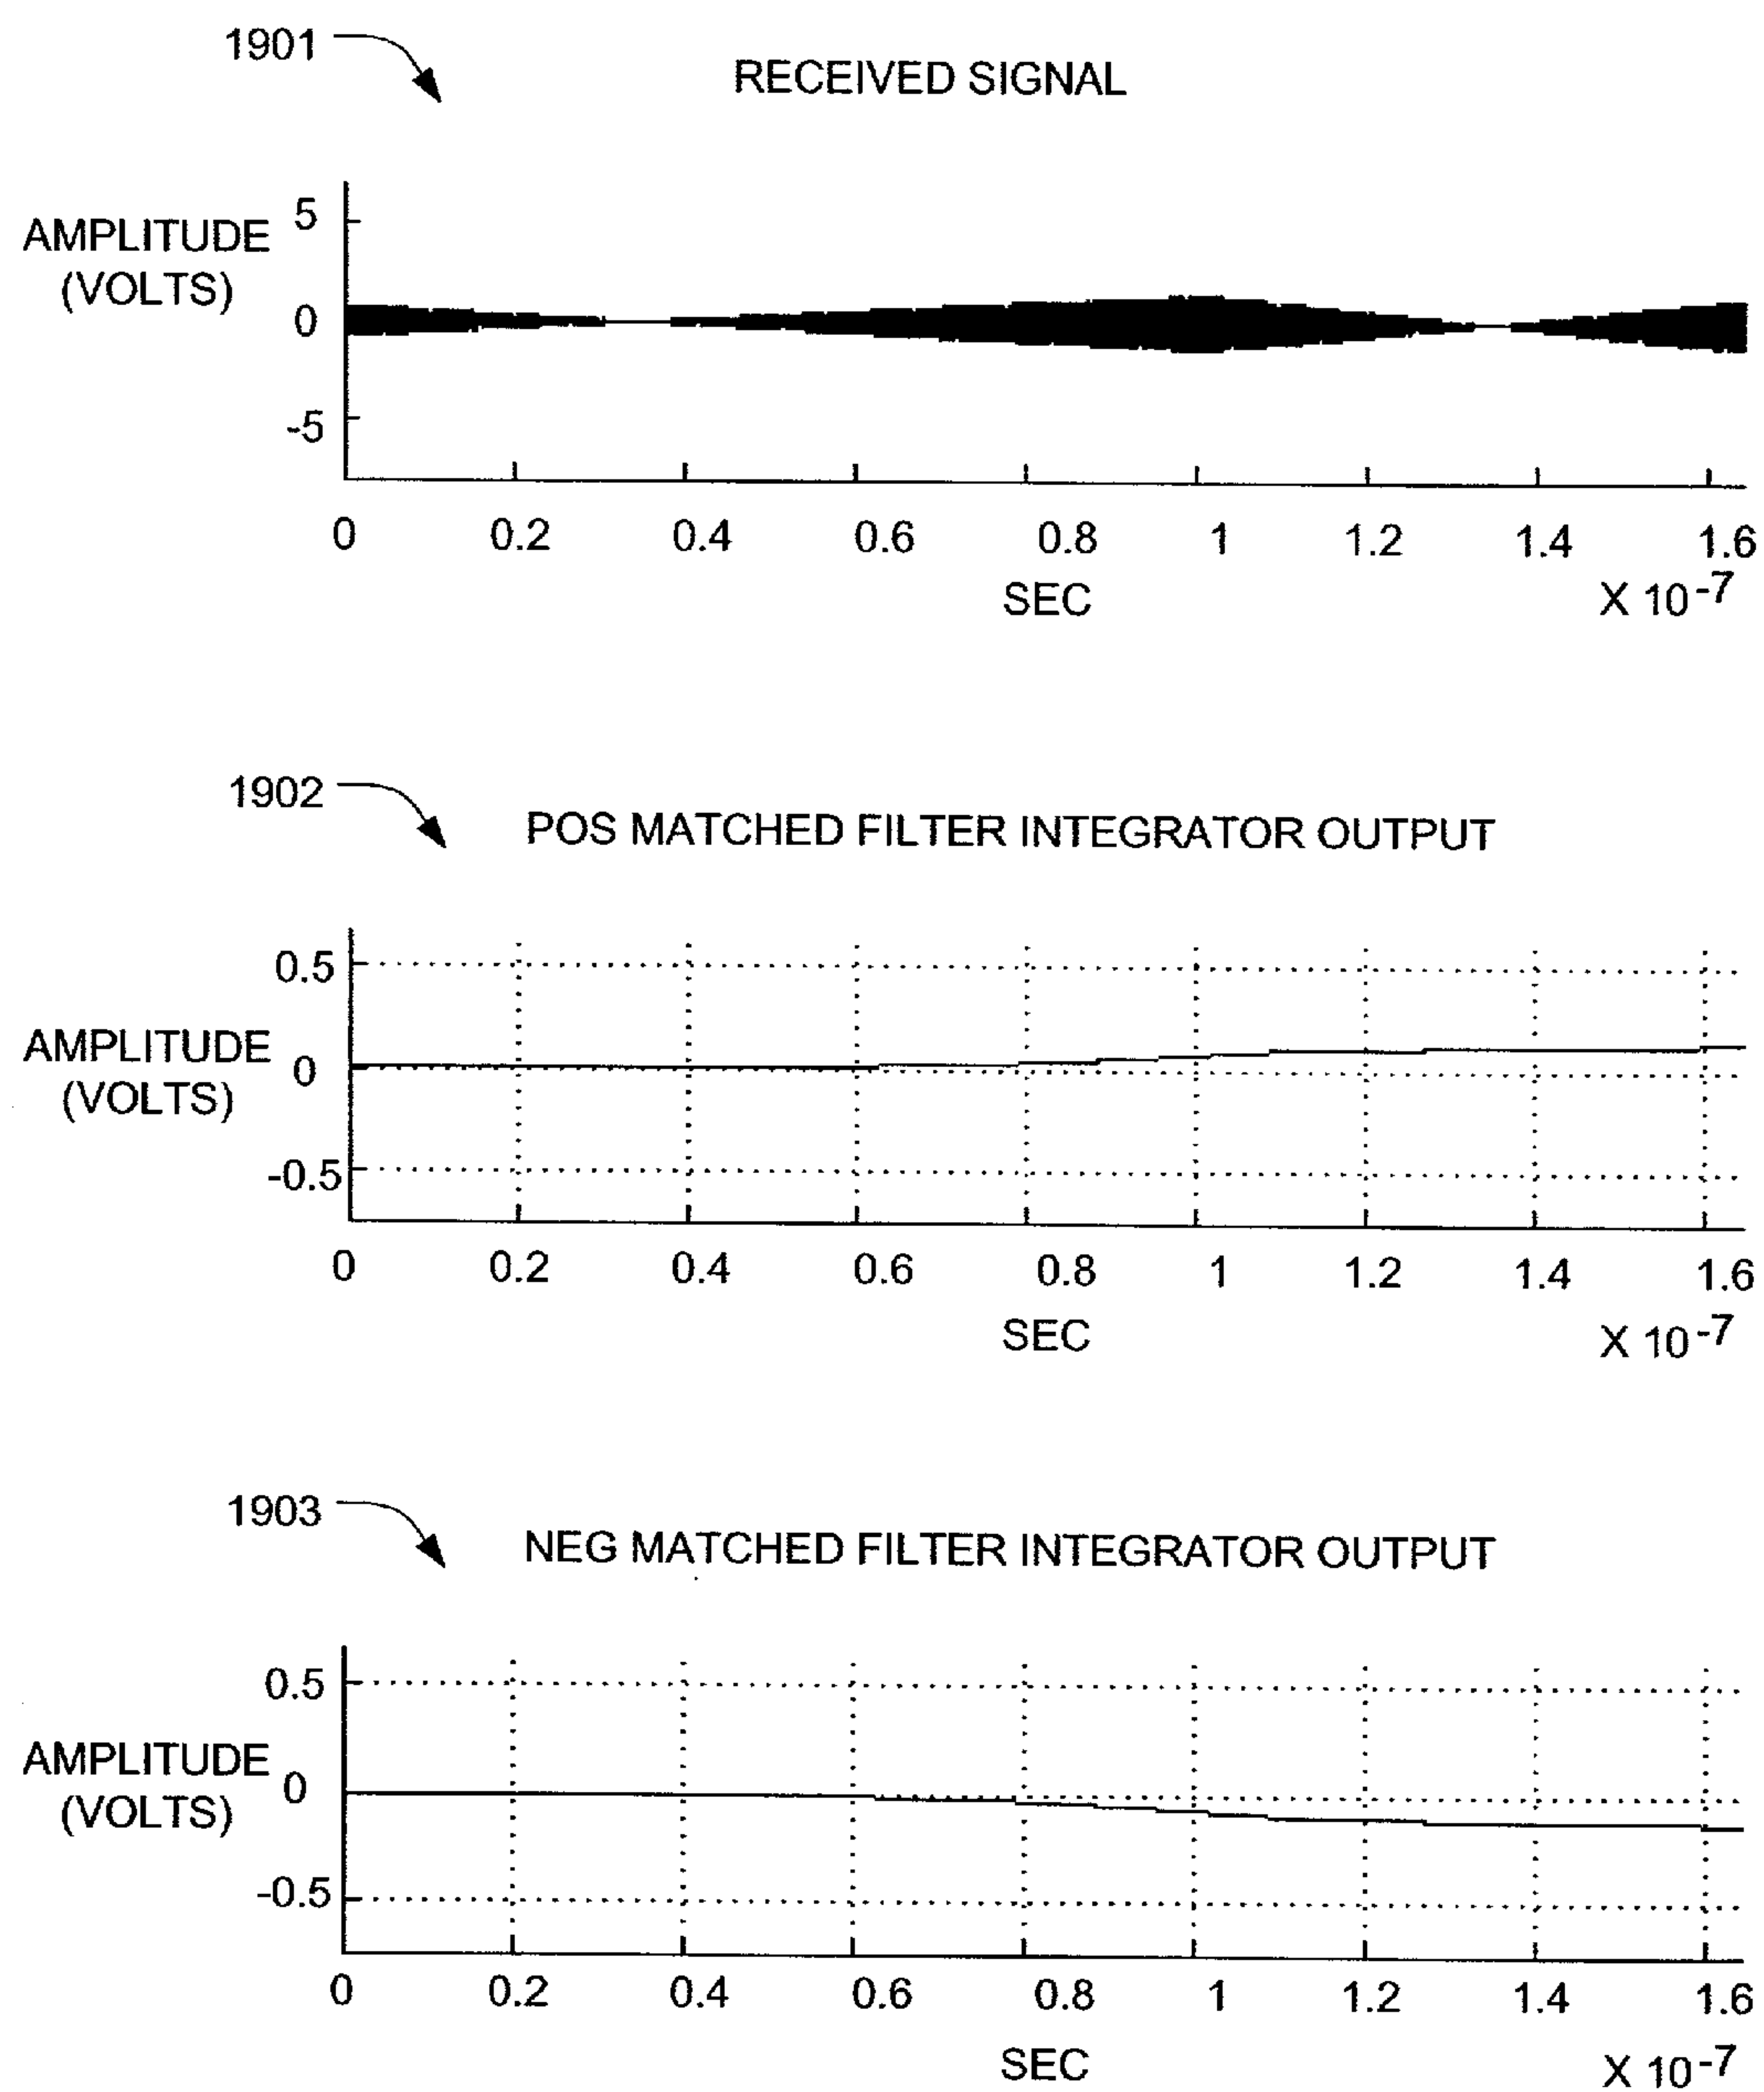 1901
RECEIVED SIGNAL
AMPLITUDE
(VOLTS)
5
0
-5
0 0.2 0.4 0.6 0.8 1 1.2 1.4 1.6
SEC
X 10-7
1902
POS MATCHED FILTER INTEGRATOR OUTPUT
AMPLITUDE
(VOLTS)
0.5
0
-0.5
0 0.2 0.4 0.6 0.8 1 1.2 1.4 1.6
SEC
X 10-7
1903
NEG MATCHED FILTER INTEGRATOR OUTPUT
AMPLITUDE
(VOLTS)
0.5
0
-0.5
0 0.2 0.4 0.6 0.8 1 1.2 1.4 1.6
SEC
X 10-7